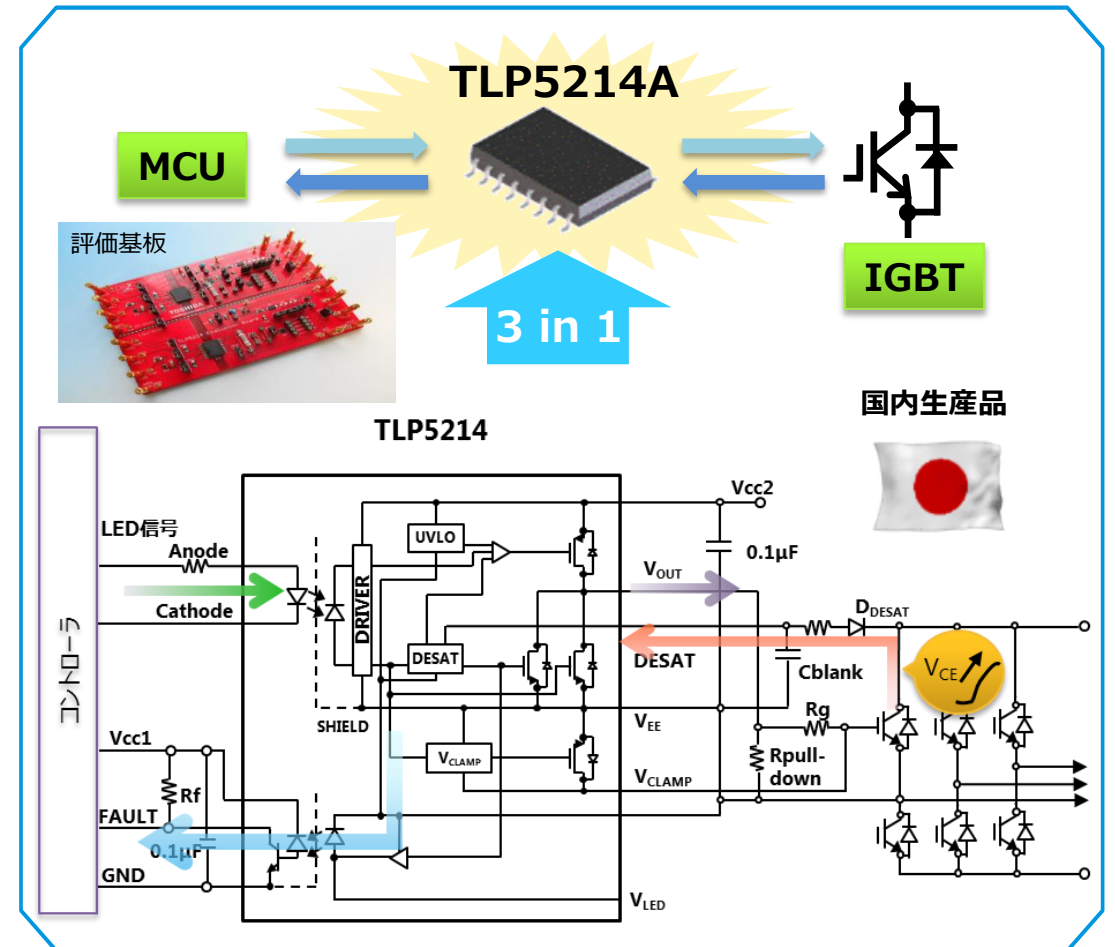 TLP5214A
MCU
評価基板
TOSHIBA
IGBT
3 in 1
国内生産品
TLP5214
コントローラ
LED信号
Anode
Cathode
Vcc1
Rf
FAULT
0.1μF
GND
UVLO
DRIVER
DESAT
SHIELD
VCLAMP
Vcc2
0.1μF
VOUT
DDESAT
DESAT
Cblank
VCE
VEE
Rg
VCLAMP
Rpull-
down
VLED